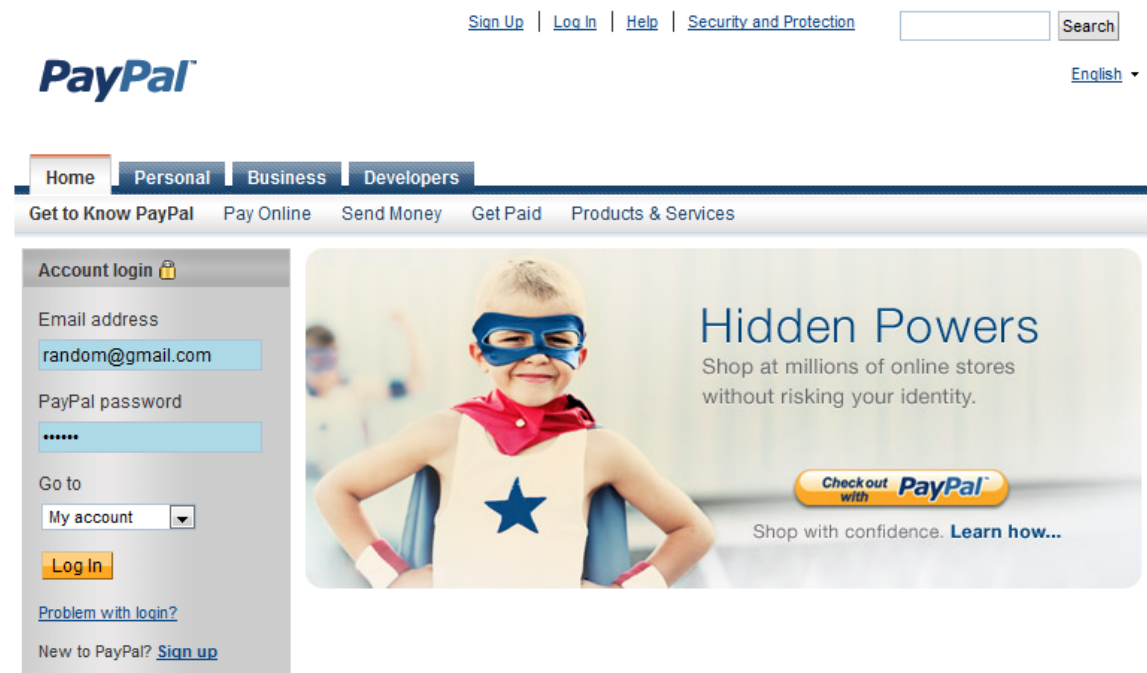 Sign Up | Log In | Help | Security and Protection
Search
PayPal™
English
Home Personal Business Developers
Get to Know PayPal Pay Online Send Money Get Paid Products & Services
Account login
Email address
random@gmail.com
PayPal password
••••••
Go to
My account
Log In
Problem with login?
New to PayPal? Sign up
Hidden Powers
Shop at millions of online stores
without risking your identity.
Check out
with PayPal™
Shop with confidence. Learn how...